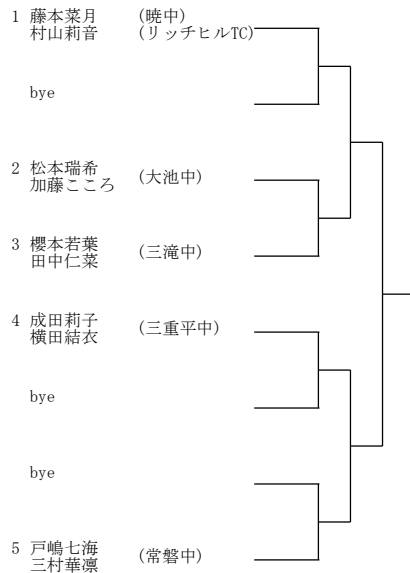 1 藤本菜月 (暁中)
村山莉音 (リッチヒルTC)
bye
2 松本瑞希
加藤こころ (大池中)
3 櫻本若葉
田中仁菜 (三滝中)
4 成田莉子
横田結衣 (三重平中)
bye
bye
5 戸嶋七海
三村華凛 (常磐中)